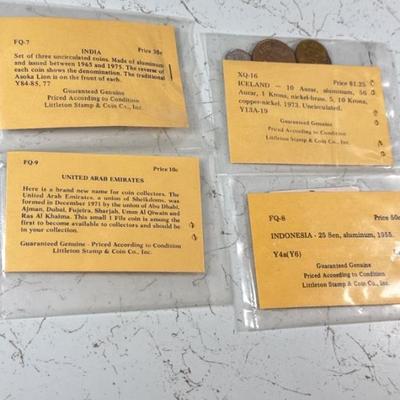 FQ-7
Price 30c
INDIA
Set of three uncirculated coins. Made of aluminum
and issued between 1965 and 1975. The reverse of
each coin shows the denomination. The traditional
Asoka Lion is on the front of each.
Y84-85, 77
Guaranteed Genuine
Priced According to Condition
Littleton Stamp & Coin Co., Inc.
XQ-16
Price $1.25
ICELAND - 10 Aurar, aluminum, 50
Aurar, 1 Krona, nickel-brass. 5, 10 Krona,
copper-nickel. 1973. Uncirculated.
Y13A-19
Guaranteed Genuine
Priced According to Condition
Littleton Stamp & Coin Co., Inc.
FQ-9
Price 10c
UNITED ARAB EMIRATES
Here is a brand new name for coin collectors. The
United Arab Emirates, a union of Sheikdoms, was
formed in December 1971 by the union of Abu Dhabi,
Ajman, Dubai, Fujeira, Sharjah, Umm Al Qiwain and
Ras Al Khaima. This small 1 Fils coin is among the
first to become available to collectors and should be
in your collection.
Guaranteed Genuine - Priced According to Condition
Littleton Stamp & Coin Co., Inc.
FQ-8
Price 50c
INDONESIA - 25 Sen, aluminum, 1955.
Y4a(Y6)
Guaranteed Genuine
Priced According to Condition
Littleton Stamp & Coin Co., Inc.